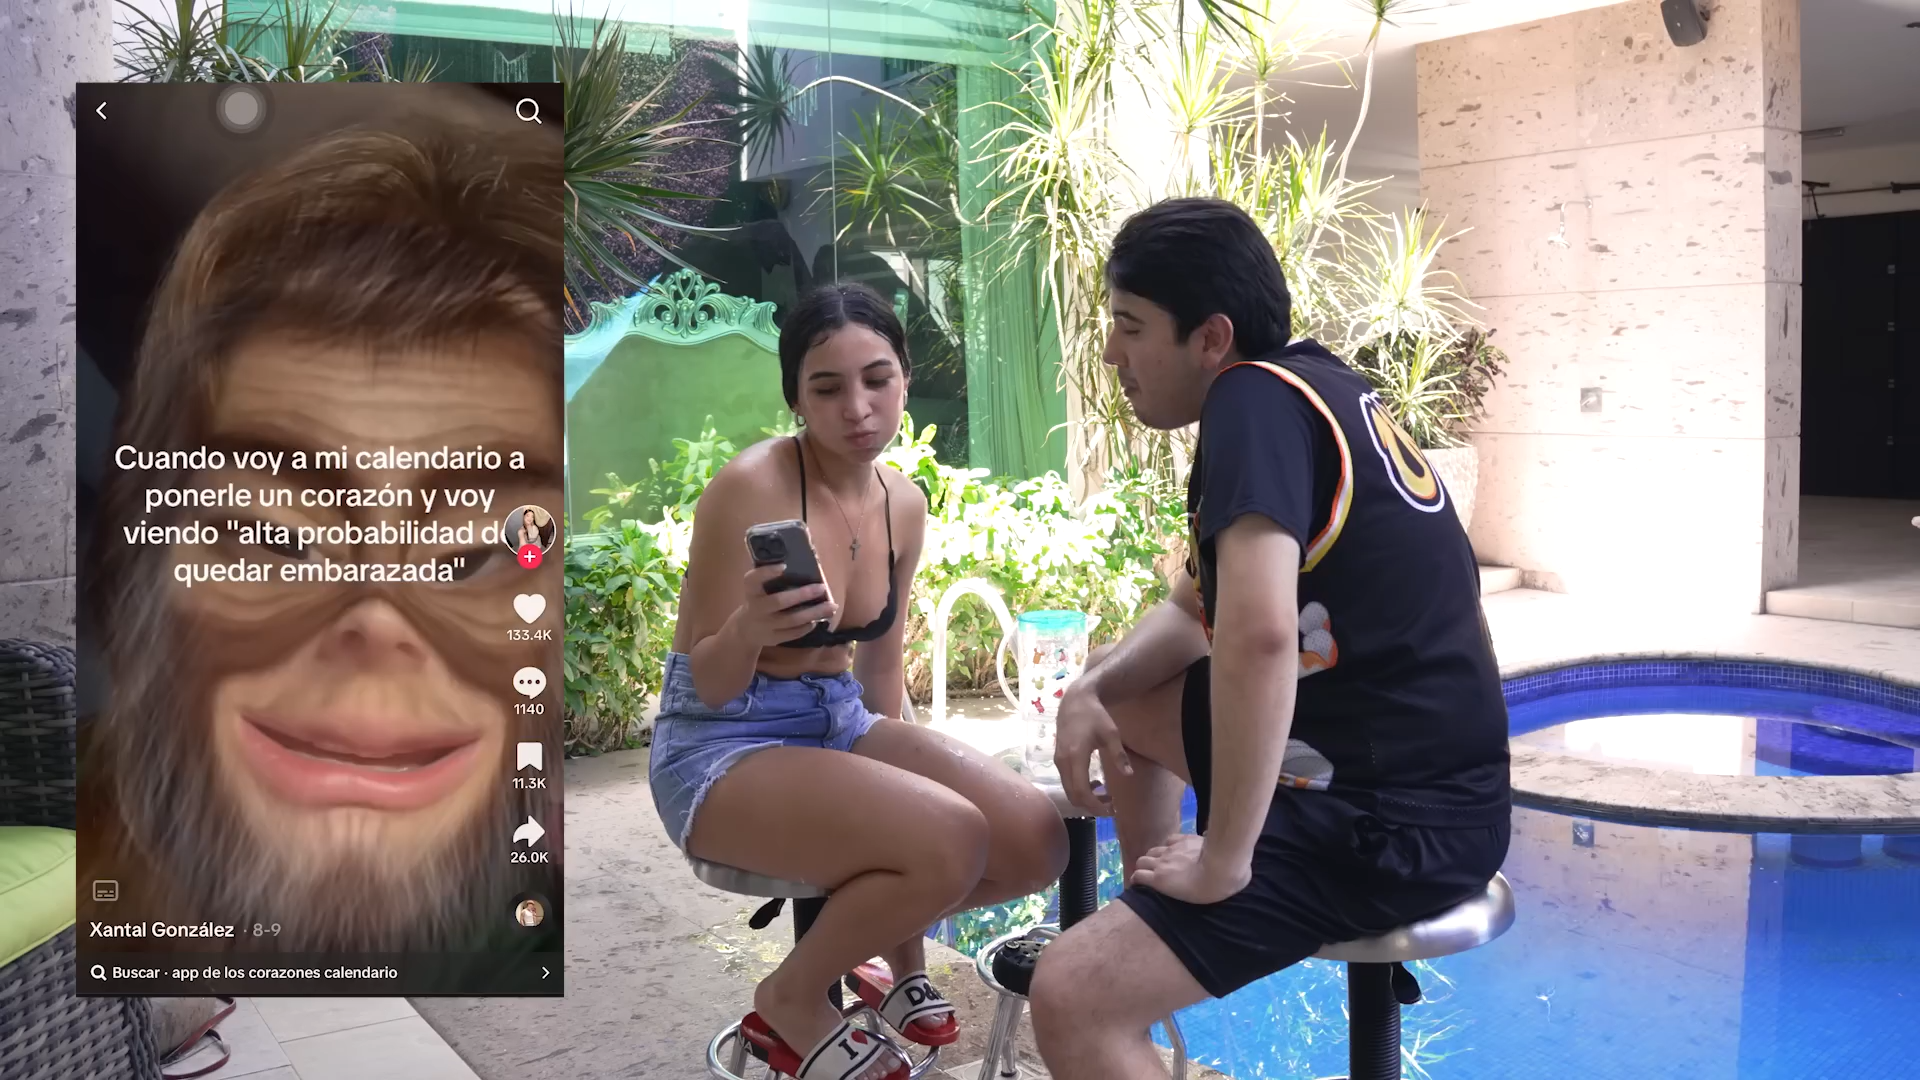 Cuando voy a mi calendario a
ponerle un corazón y voy
viendo "alta probabilidad de
quedar embarazada"
133.4K
1140
11.3K
26.0K
Xantal González · 8-9
Buscar · app de los corazones calendario
D&
I